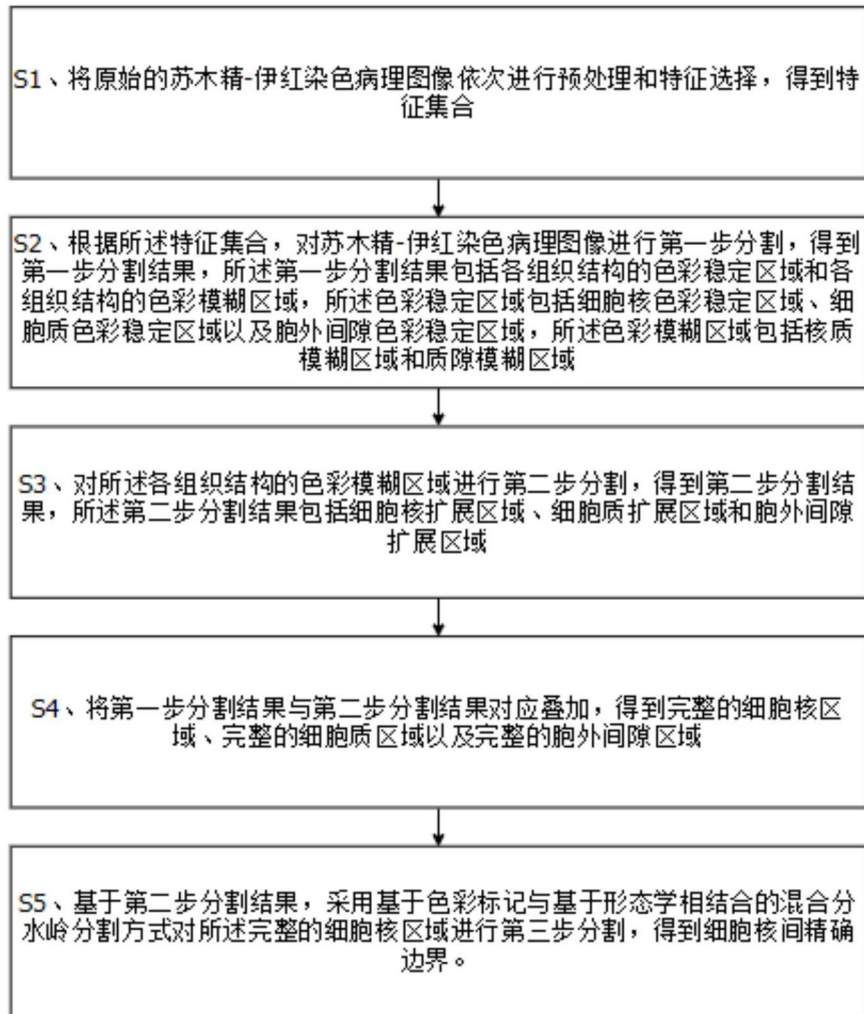 S1、将原始的苏木精-伊红染色病理图像依次进行预处理和特征选择，得到特
征集合
S2、根据所述特征集合，对苏木精-伊红染色病理图像进行第一步分割，得到
第一步分割结果，所述第一步分割结果包括各组织结构的色彩稳定区域和各
组织结构的色彩模糊区域，所述色彩稳定区域包括细胞核色彩稳定区域、细
胞质色彩稳定区域以及胞外间隙色彩稳定区域，所述色彩模糊区域包括核质
模糊区域和质隙模糊区域
S3、对所述各组织结构的色彩模糊区域进行第二步分割，得到第二步分割结
果，所述第二步分割结果包括细胞核扩展区域、细胞质扩展区域和胞外间隙
扩展区域
S4、将第一步分割结果与第二步分割结果对应叠加，得到完整的细胞核区
域、完整的细胞质区域以及完整的胞外间隙区域
S5、基于第二步分割结果，采用基于色彩标记与基于形态学相结合的混合分
水岭分割方式对所述完整的细胞核区域进行第三步分割，得到细胞核间精确
边界。